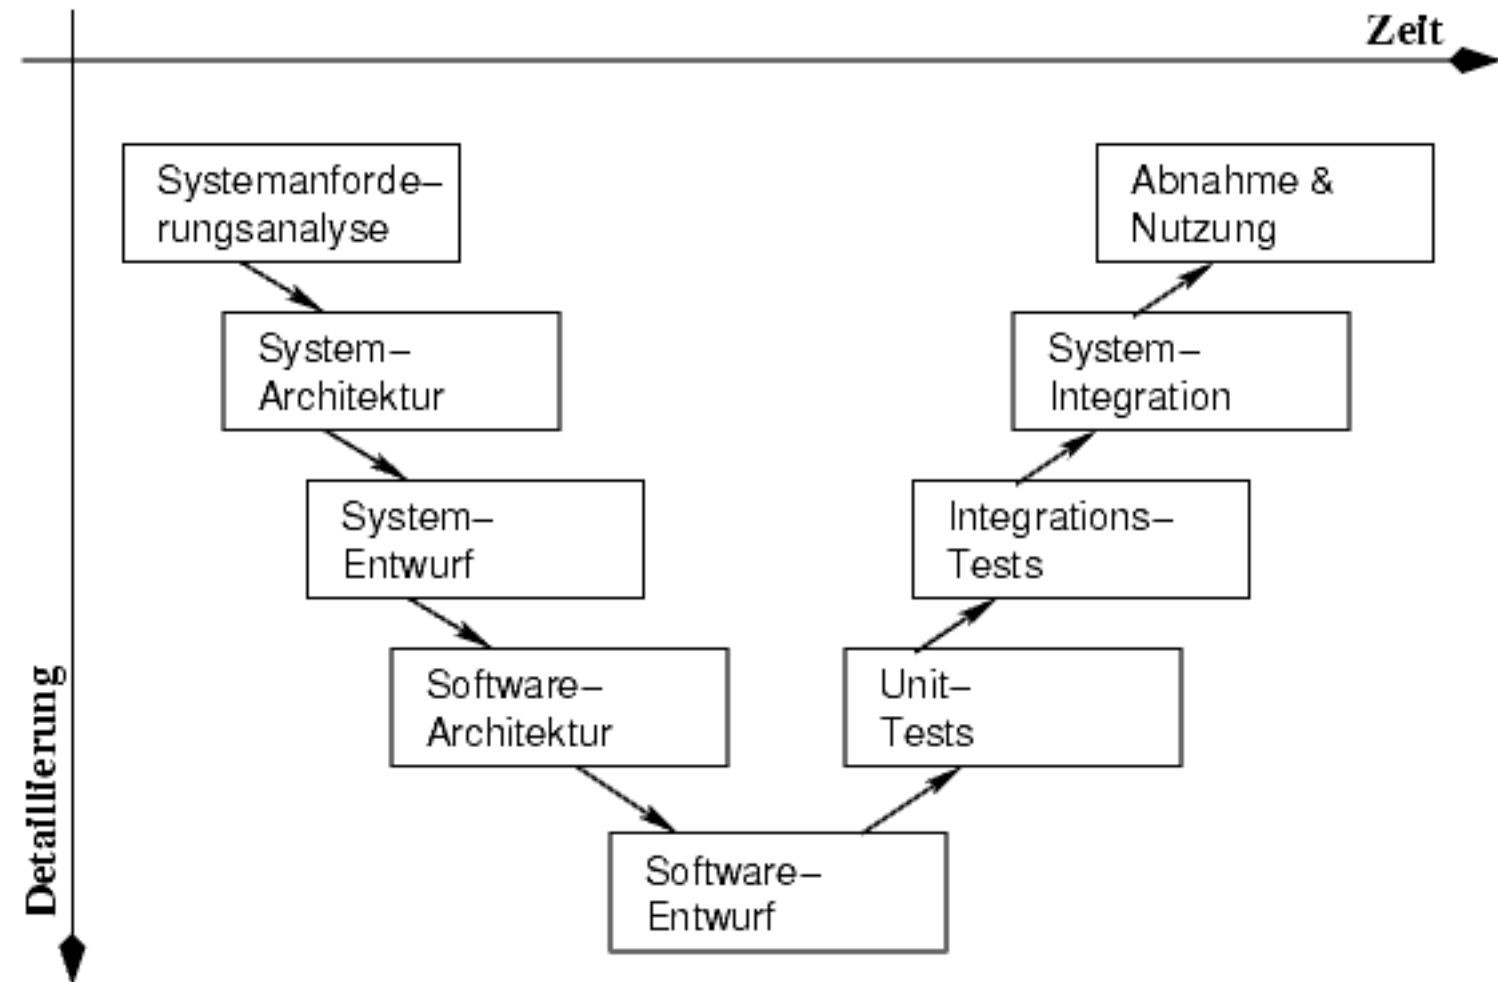 Zeit
Systemanforde–
rungsanalyse
Abnahme &
Nutzung
System–
Architektur
System–
Integration
System–
Entwurf
Integrations–
Tests
Software–
Architektur
Unit–
Tests
Software–
Entwurf
Detaillierung